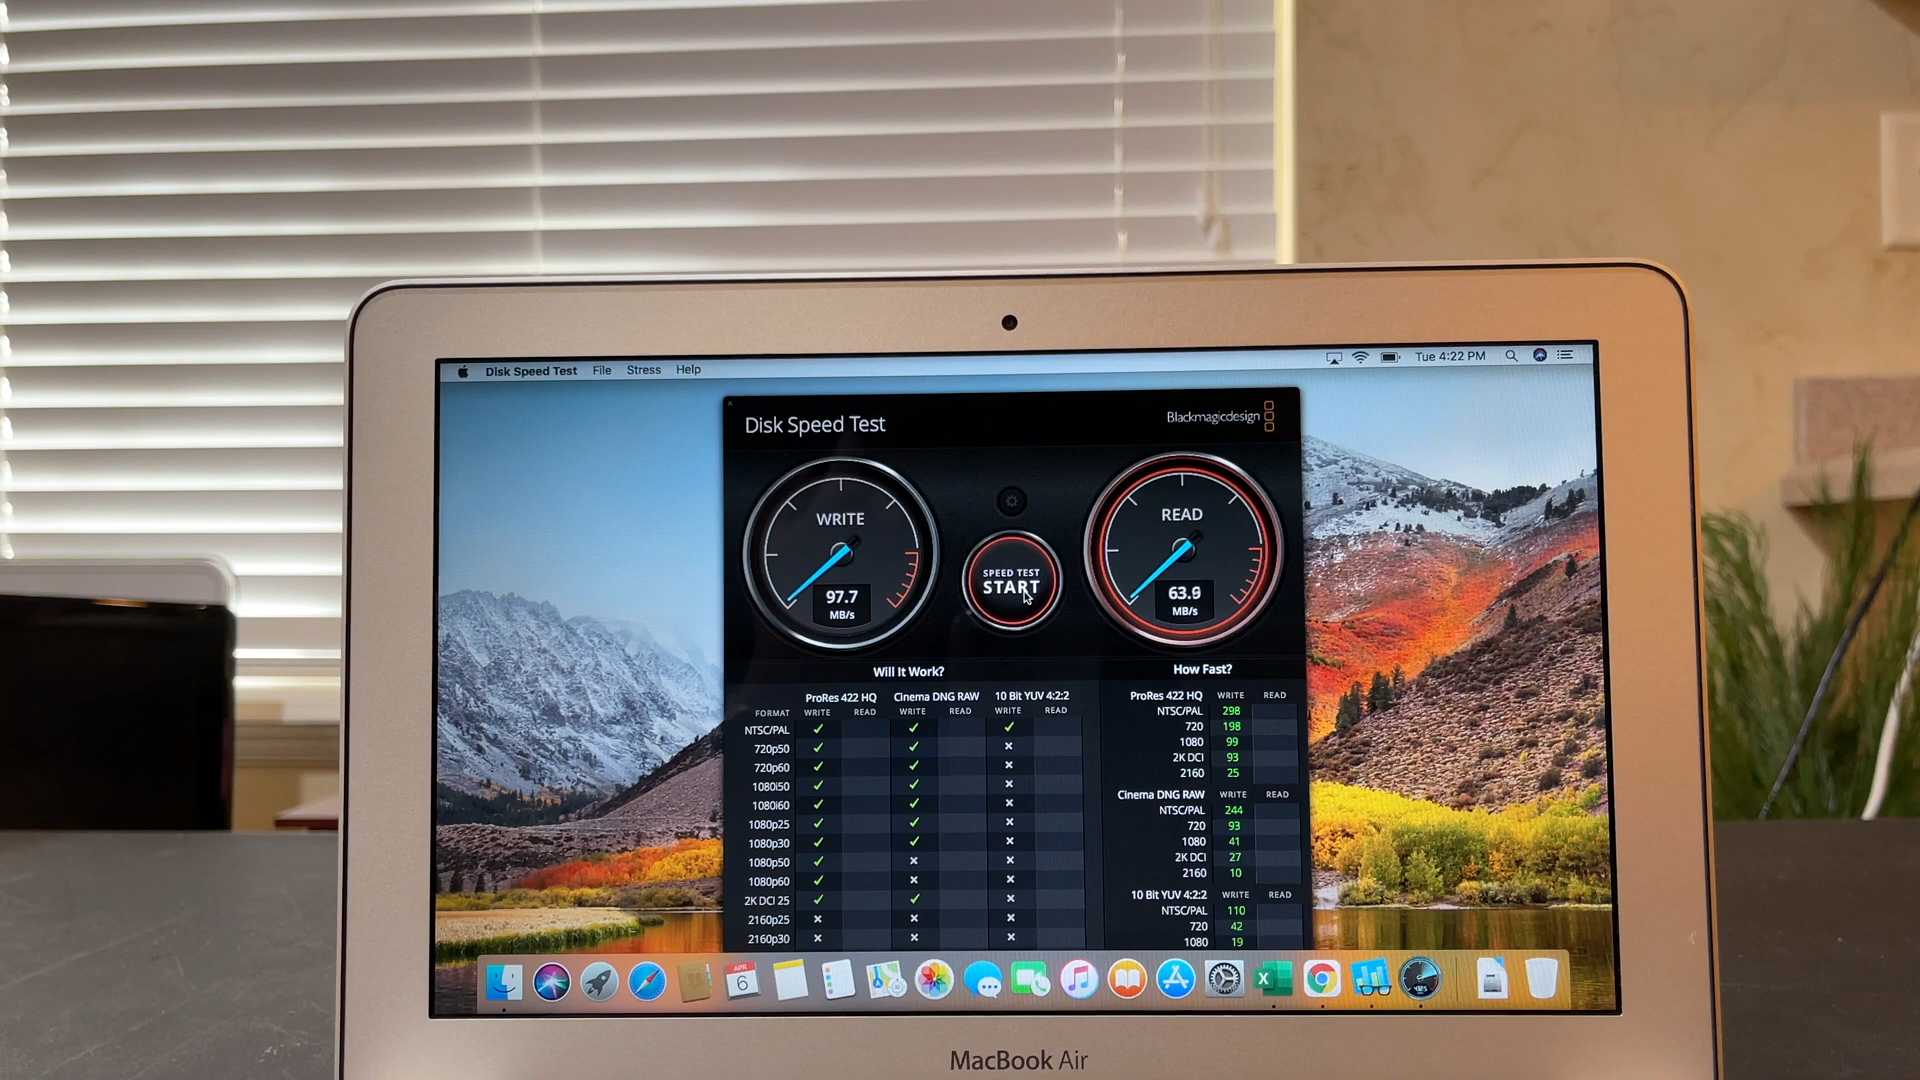 Disk Speed Test File Stress Help Tue 4:22 PM
Disk Speed Test
Blackmagicdesign
WRITE
97.7
MB/s
SPEED TEST
START
READ
MB/s
Will It Work?
ProRes 422 HQ Cinema DNG RAW 10 Bit YUV 4:2:2
FORMAT WRITE READ WRITE READ WRITE READ
NTSC/PAL ✓ ✓ ✓
720p50 ✓ ✓ ×
720p60 ✓ ✓ ×
1080i50 ✓ ✓ ×
1080i60 ✓ ✓ ×
1080p25 ✓ ✓ ×
1080p30 ✓ ✓ ×
1080p50 ✓ × ×
1080p60 ✓ × ×
2K DCI 25 ✓ ✓ ×
2160p25 × × ×
2160p30 × × ×
How Fast?
ProRes 422 HQ WRITE READ
NTSC/PAL 298
720 198
1080 99
2K DCI 93
2160 25
Cinema DNG RAW WRITE READ
NTSC/PAL 244
720 93
1080 41
2K DCI 27
2160 10
10 Bit YUV 4:2:2 WRITE READ
NTSC/PAL 110
720 42
1080 19
APR
6
MacBook Air